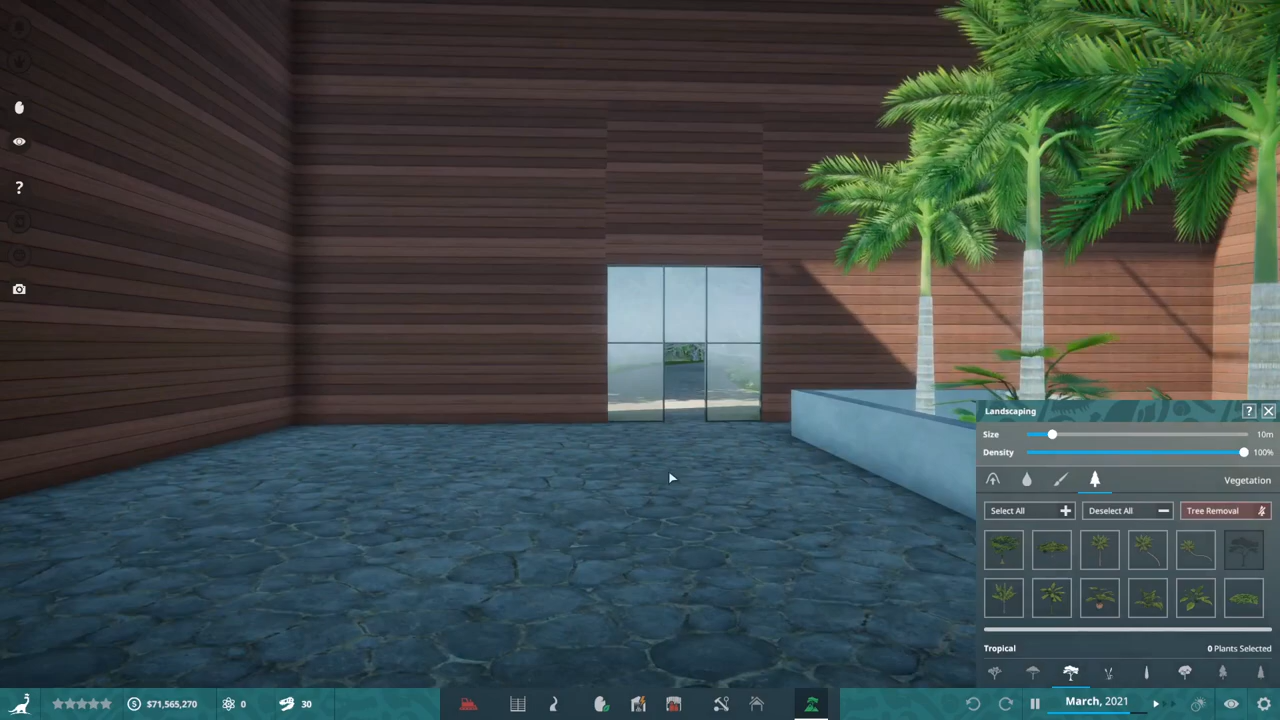 ?
Landscaping ?
Size 10m
Density 100%
Vegetation
Select All Deselect All Tree Removal
Tropical 0 Plants Selected
$ $71,565,270 0 30 March, 2021